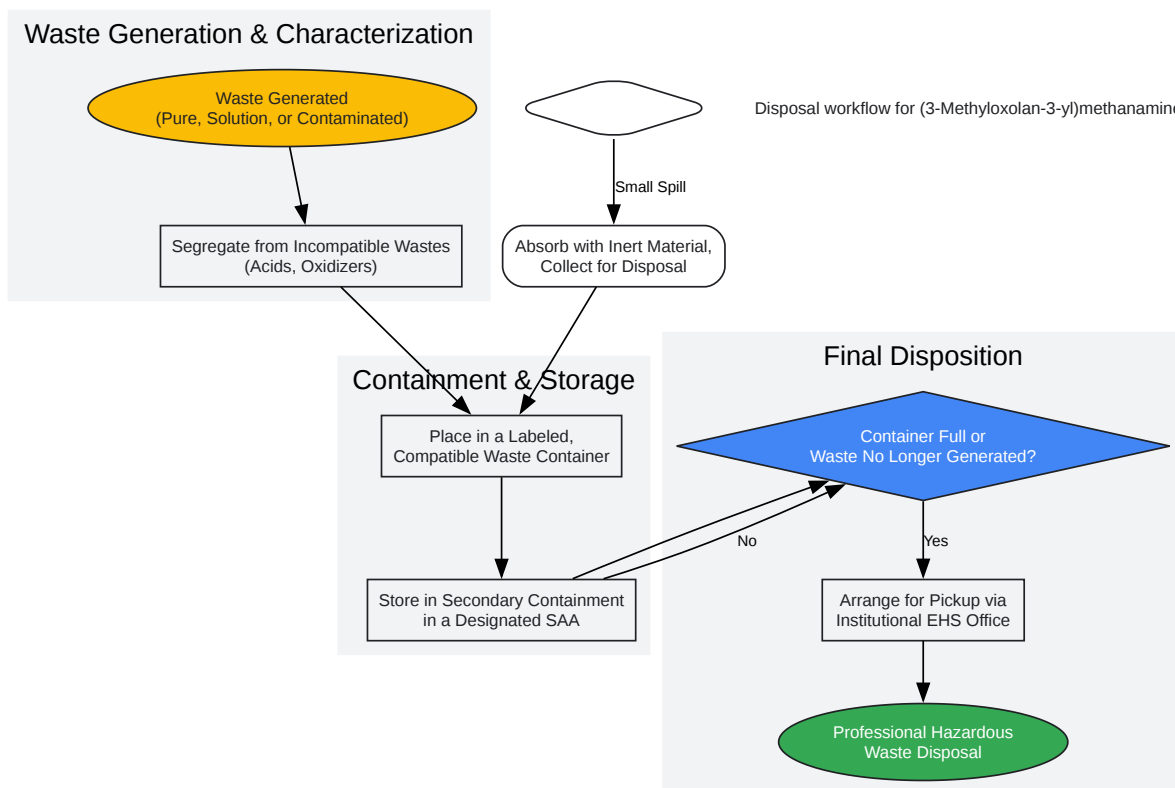 Waste Generation & Characterization
Waste Generated
(Pure, Solution, or Contaminated)
Disposal workflow for (3-Methyloxolan-3-yl)methanamine
Small Spill
Segregate from Incompatible Wastes
(Acids, Oxidizers)
Absorb with Inert Material,
Collect for Disposal
Containment & Storage
Final Disposition
Place in a Labeled,
Compatible Waste Container
Container Full or
Waste No Longer Generated?
No
Yes
Store in Secondary Containment
in a Designated SAA
Arrange for Pickup via
Institutional EHS Office
Professional Hazardous
Waste Disposal